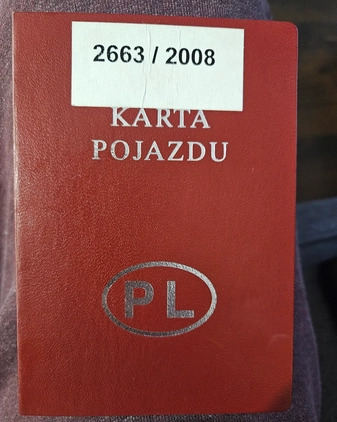 2663 / 2008
KARTA
POJAZDU
PL